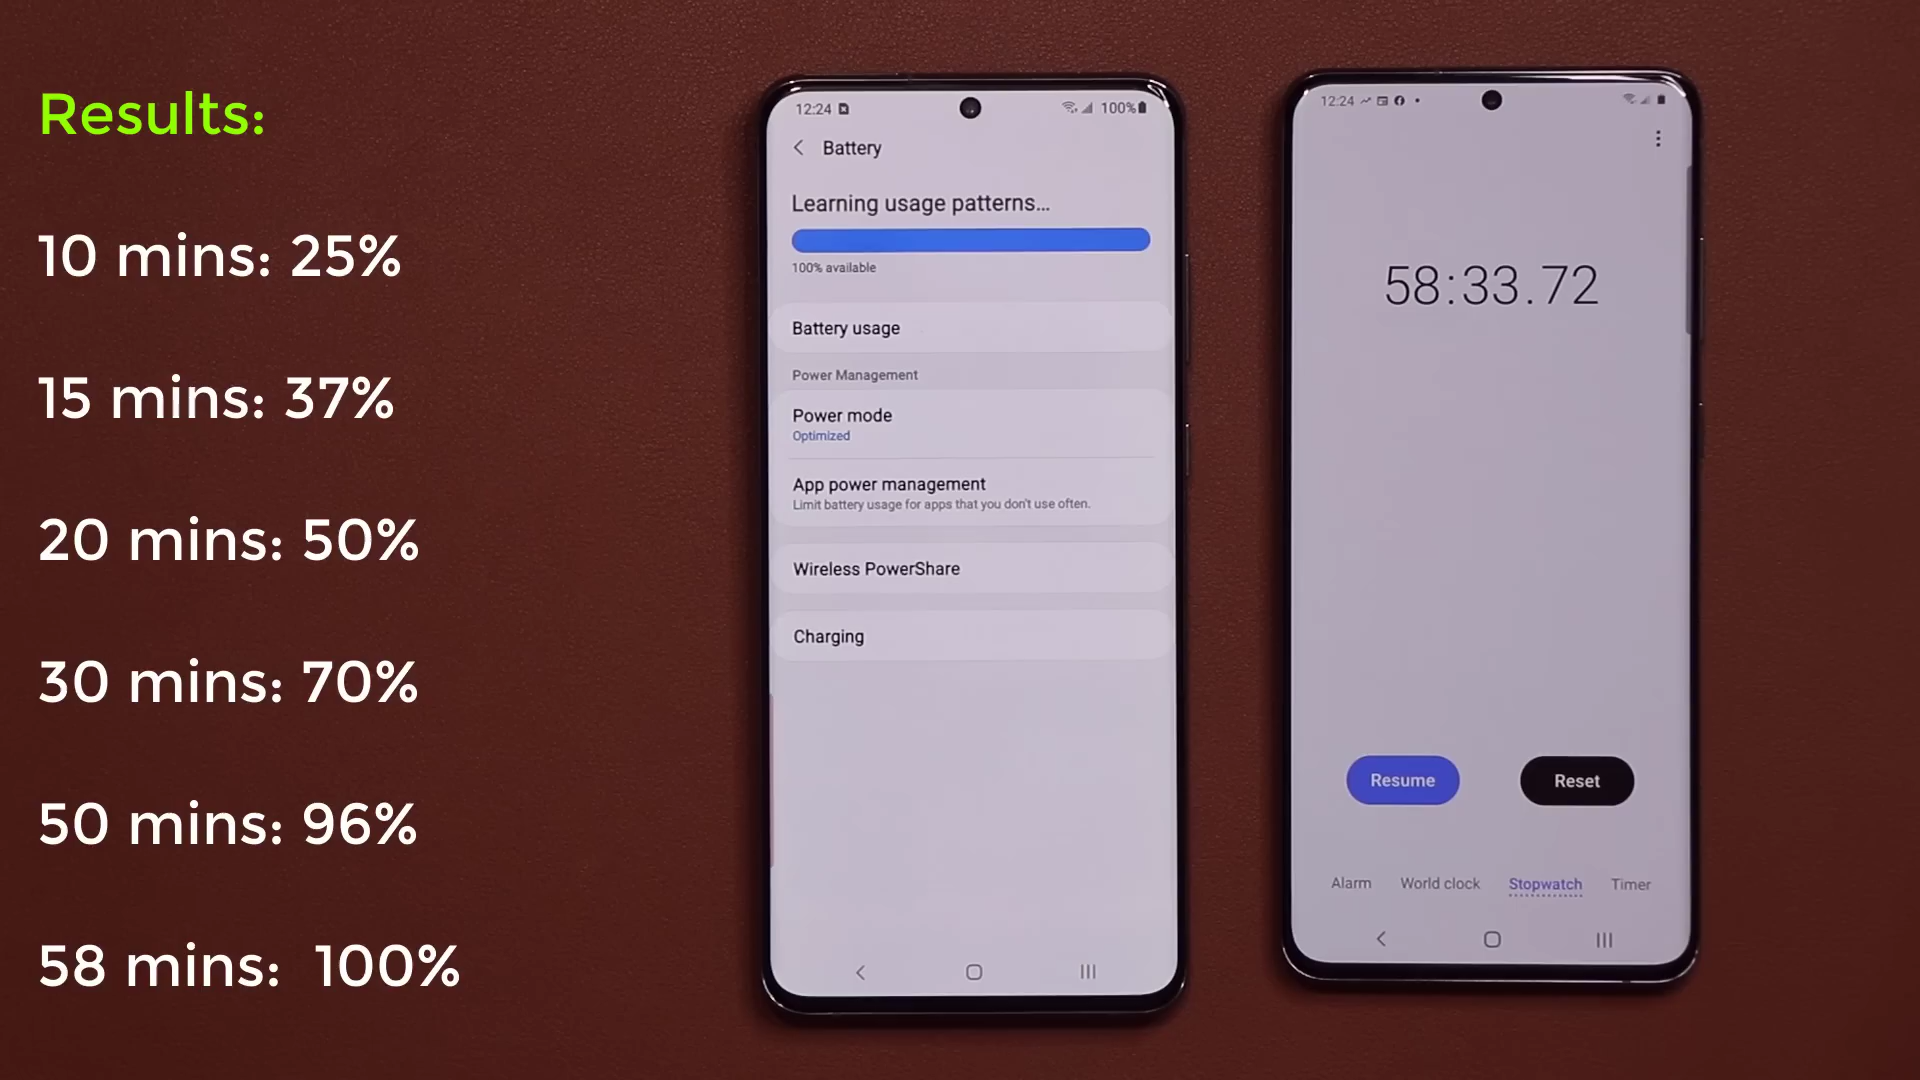 Results:
10 mins: 25%
15 mins: 37%
20 mins: 50%
30 mins: 70%
50 mins: 96%
58 mins: 100%
12:24
100%
Battery
Learning usage patterns...
100% available
Battery usage
Power Management
Power mode
Optimized
App power management
Limit battery usage for apps that you don't use often.
Wireless PowerShare
Charging
12:24
58:33.72
Resume
Reset
Alarm
World clock
Stopwatch
Timer